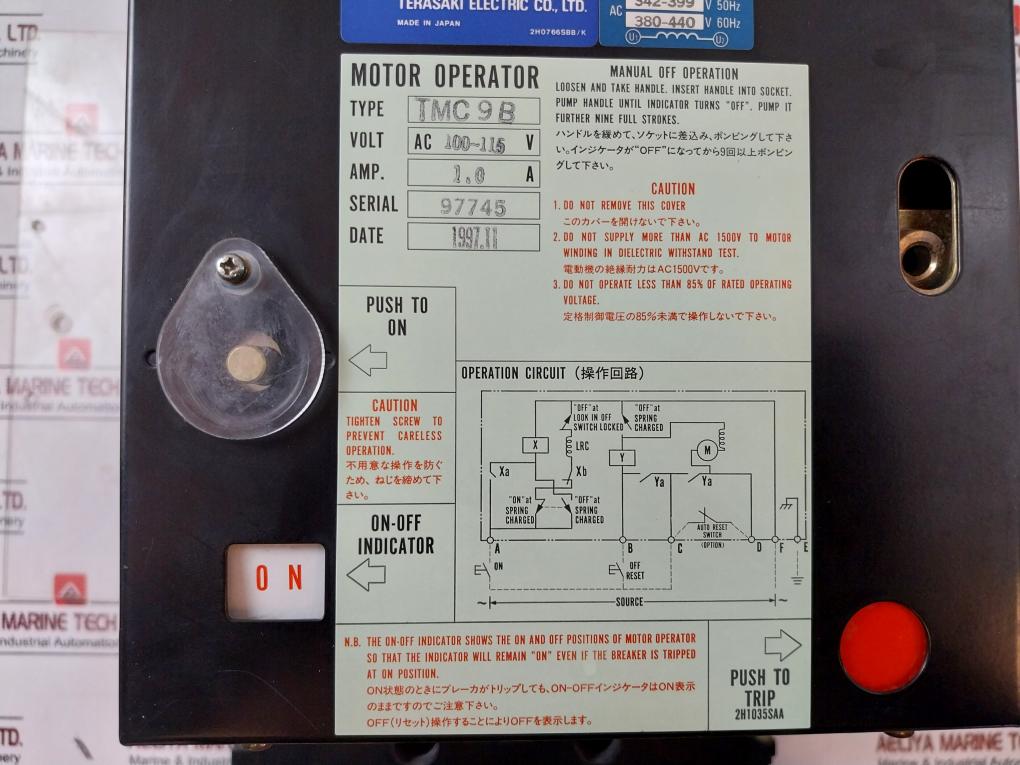 TERASAKI ELECTRIC CO., LTD.
MADE IN JAPAN
2H0766SBB/K
AC 342-399 V 50Hz
380-440 V 60Hz
U1 U2
MOTOR OPERATOR
TYPE TMC 9B
VOLT AC 100~115 V
AMP. 1.0 A
SERIAL 97745
DATE 1997.11
MANUAL OFF OPERATION
LOOSEN AND TAKE HANDLE. INSERT HANDLE INTO SOCKET.
PUMP HANDLE UNTIL INDICATOR TURNS "OFF". PUMP IT
FURTHER NINE FULL STROKES.
ハンドルを緩めて、ソケットに差込み、ポンピングして下さ
い。インジケータが"OFF"になってから9回以上ポンピン
グして下さい。
CAUTION
1. DO NOT REMOVE THIS COVER
このカバーを開けないで下さい。
2. DO NOT SUPPLY MORE THAN AC 1500V TO MOTOR
WINDING IN DIELECTRIC WITHSTAND TEST.
電動機の絶縁耐力はAC1500Vです。
3. DO NOT OPERATE LESS THAN 85% OF RATED OPERATING
VOLTAGE.
定格制御電圧の85%未満で操作しないで下さい。
PUSH TO
ON
CAUTION
TIGHTEN SCREW TO
PREVENT CARELESS
OPERATION.
不用意な操作を防ぐ
ため、ねじを締めて下
さい。
ON-OFF
INDICATOR
O N
OPERATION CIRCUIT (操作回路)
"OFF"at
LOOK IN OFF
SWITCH LOCKED
"OFF"at
SPRING
CHARGED
X
LRC
Y
M
Xa
Xb
Ya
Ya
"ON"at
SPRING
CHARGED
"OFF"at
SPRING
CHARGED
AUTO RESET
SWITCH
(OPTION)
A B C D F E
ON
OFF
RESET
~ SOURCE ~
N.B. THE ON-OFF INDICATOR SHOWS THE ON AND OFF POSITIONS OF MOTOR OPERATOR
SO THAT THE INDICATOR WILL REMAIN "ON" EVEN IF THE BREAKER IS TRIPPED
AT ON POSITION.
ON状態のときにブレーカがトリップしても、ON-OFFインジケータはON表示
のままですのでご注意下さい。
OFF(リセット)操作することによりOFFを表示します。
PUSH TO
TRIP
2H1035SAA
MARINE TECH
MARINE TECH
MARINE TECH
AELIYA MARINE TECH
Marine & Industrial